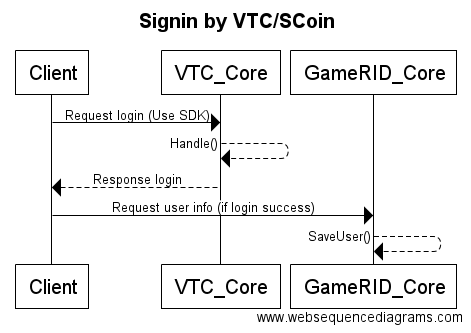 Signin by VTC/SCoin
Client
VTC_Core
GameRID_Core
Request login (Use SDK)
Handle()
Response login
Request user info (if login success)
SaveUser()
Client
VTC_Core
GameRID_Core
www.websequencediagrams.com